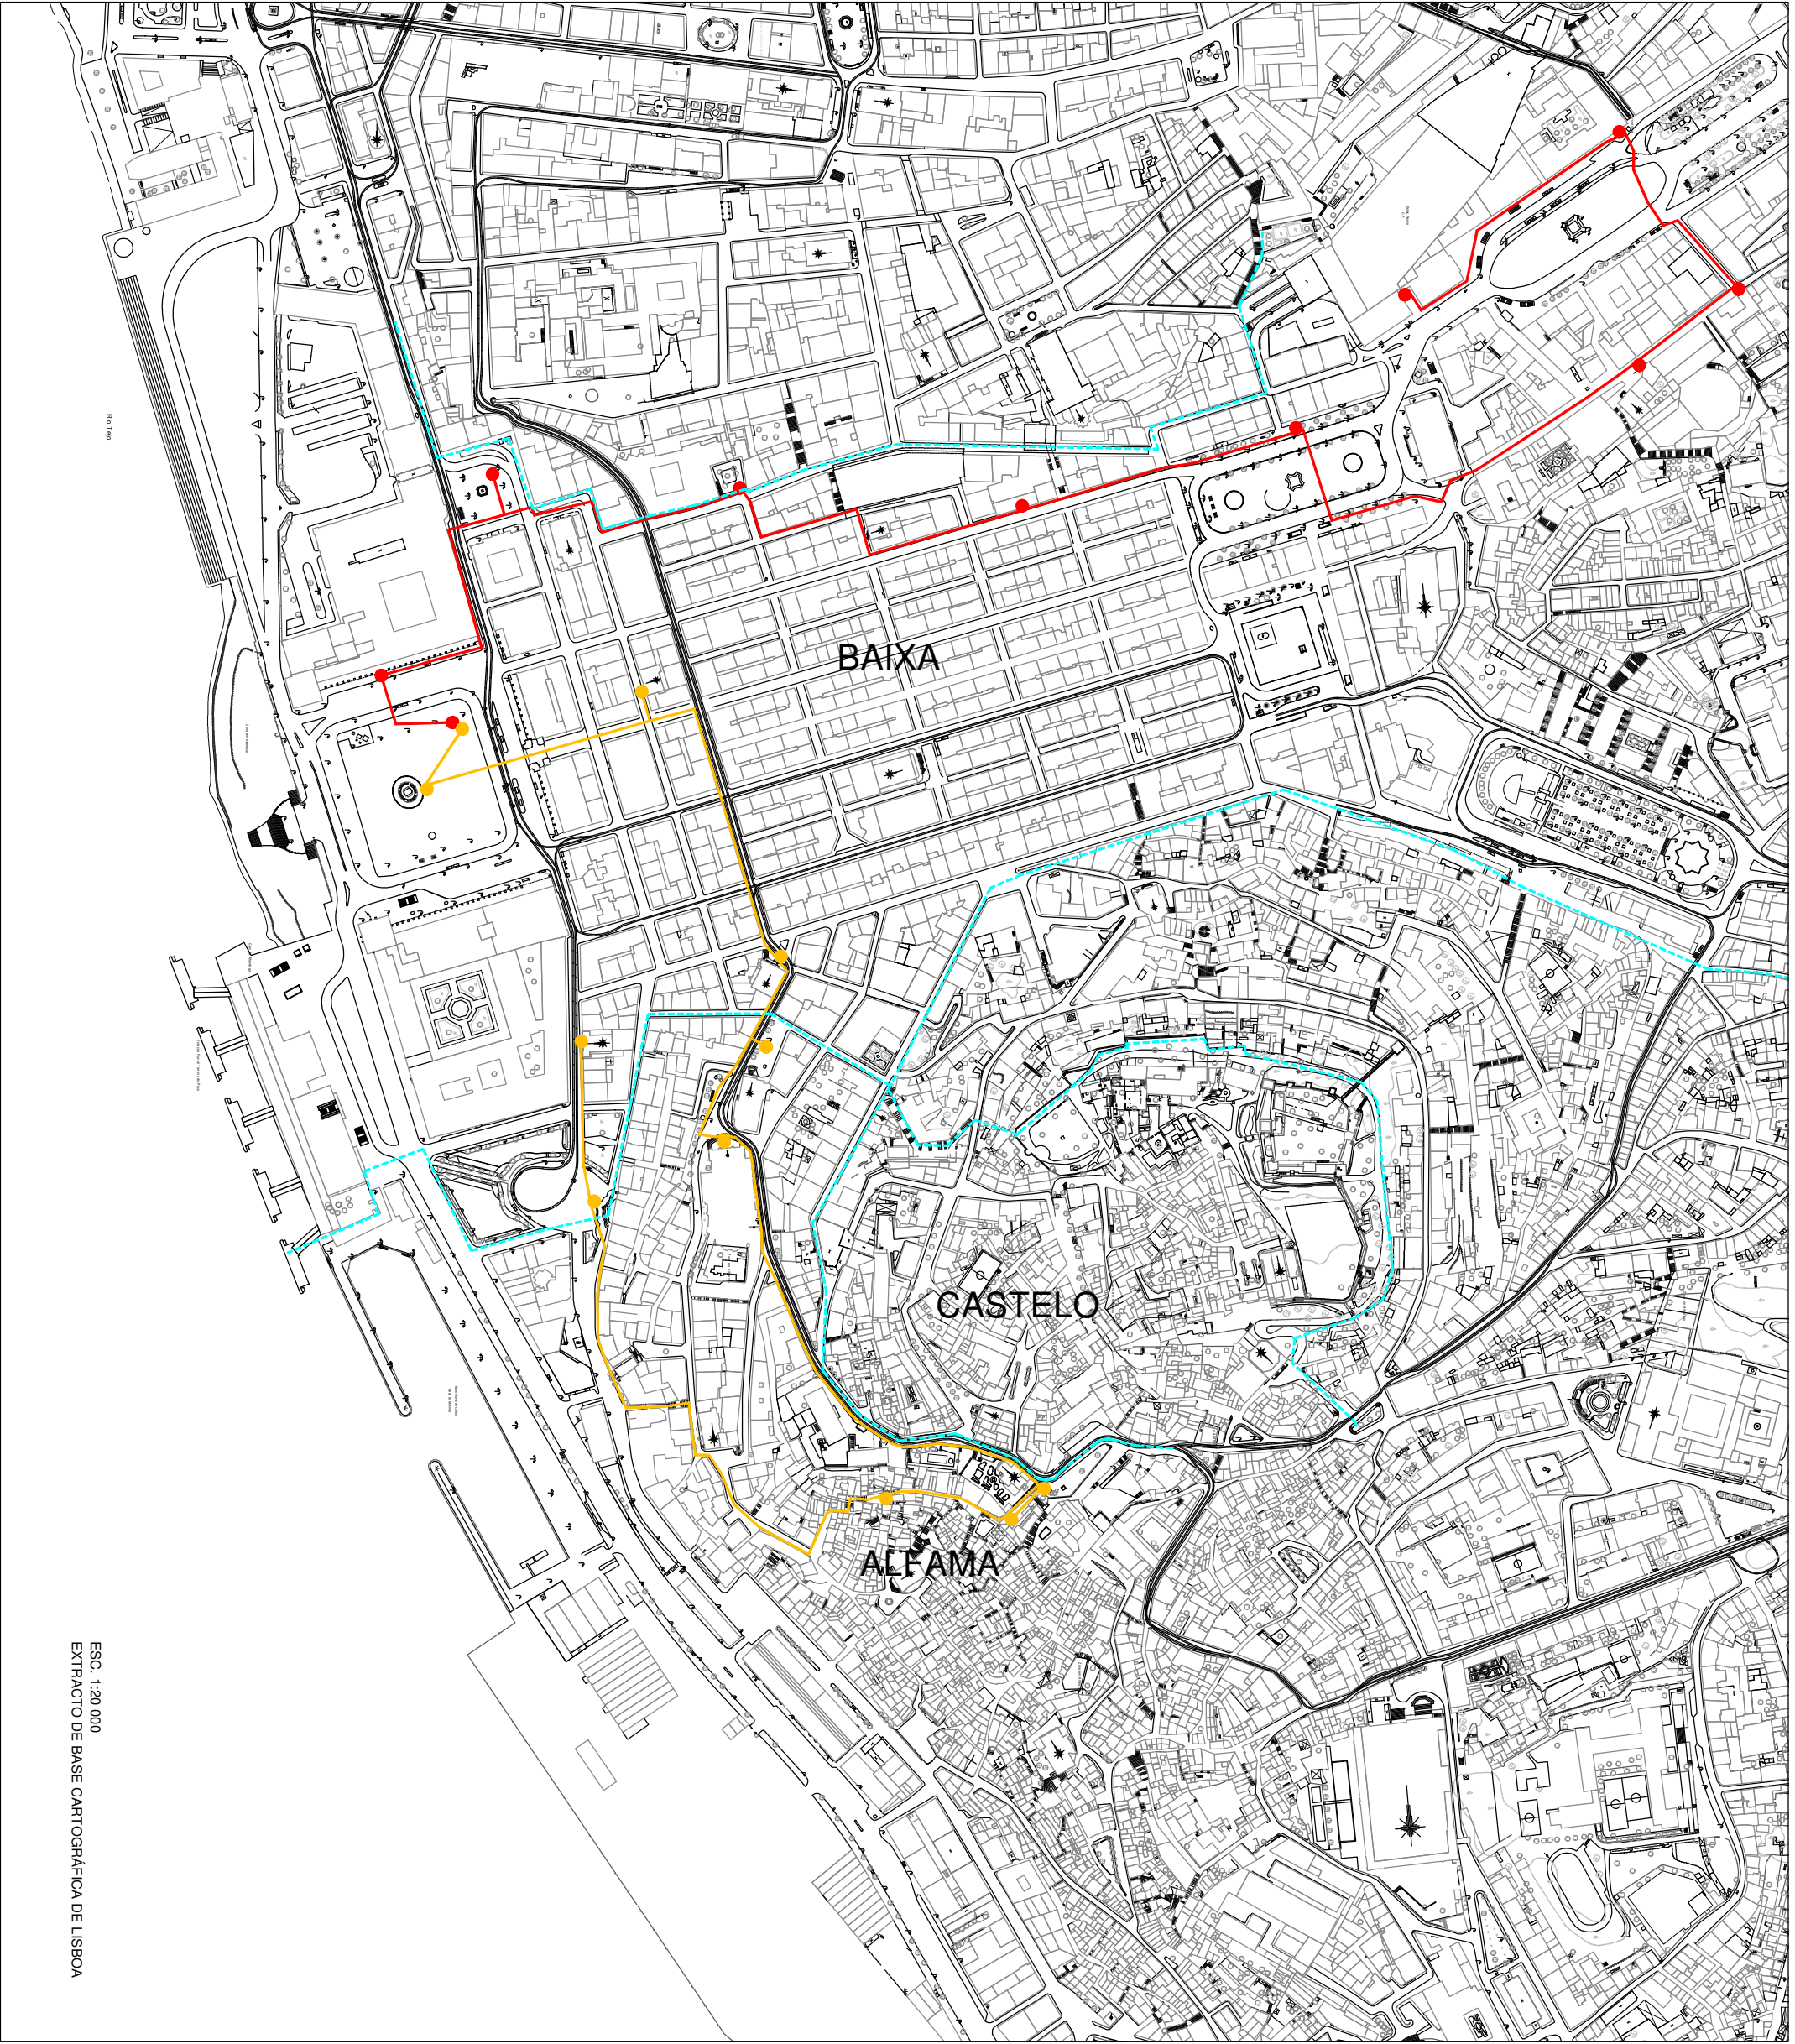 BAIXA
CASTELO
ALFAMA
Rio Tejo
ESC. 1:20 000
EXTRACTO DE BASE CARTOGRÁFICA DE LISBOA